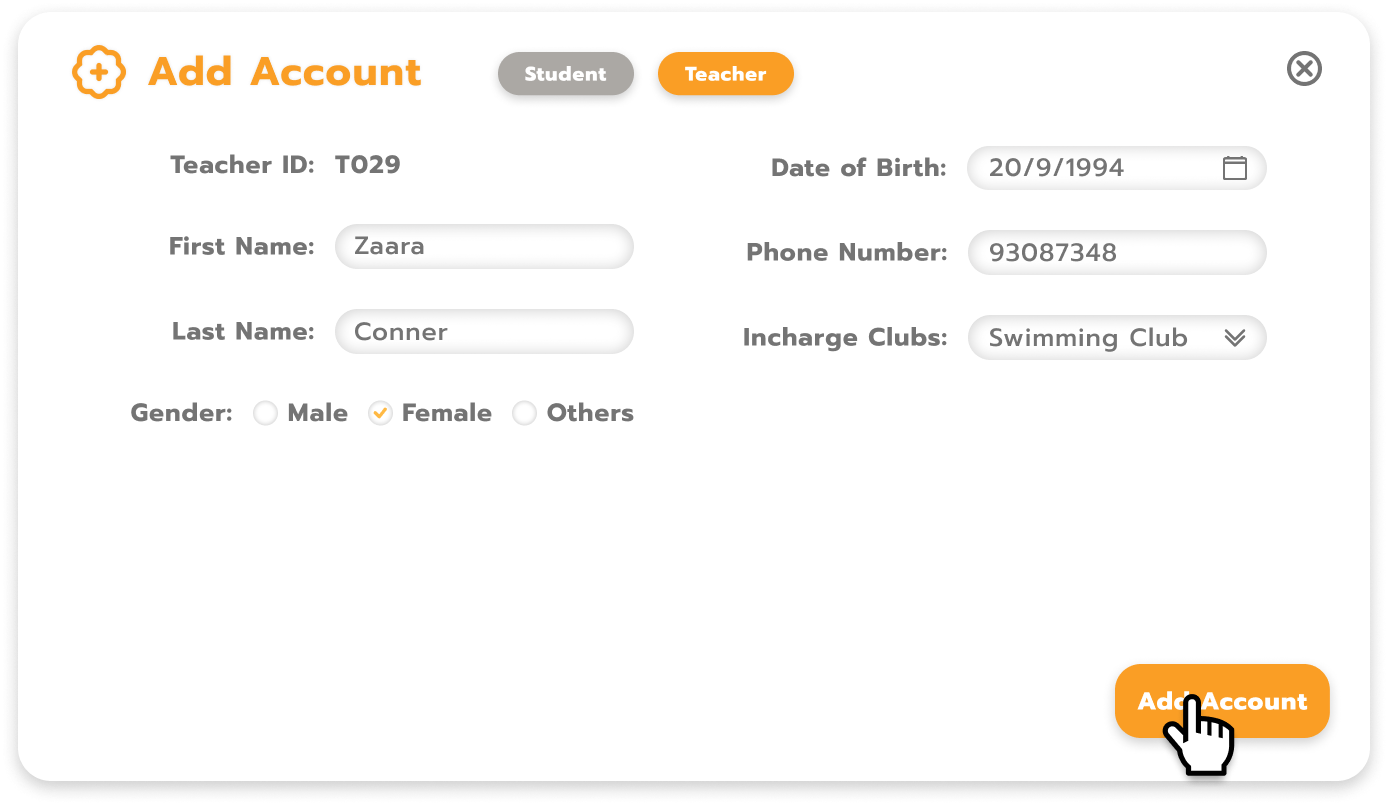 Add Account
Student
Teacher
Teacher ID: T029
First Name: Zaara
Last Name: Conner
Gender: Male Female Others
Date of Birth: 20/9/1994
Phone Number: 93087348
Incharge Clubs: Swimming Club
Add Account